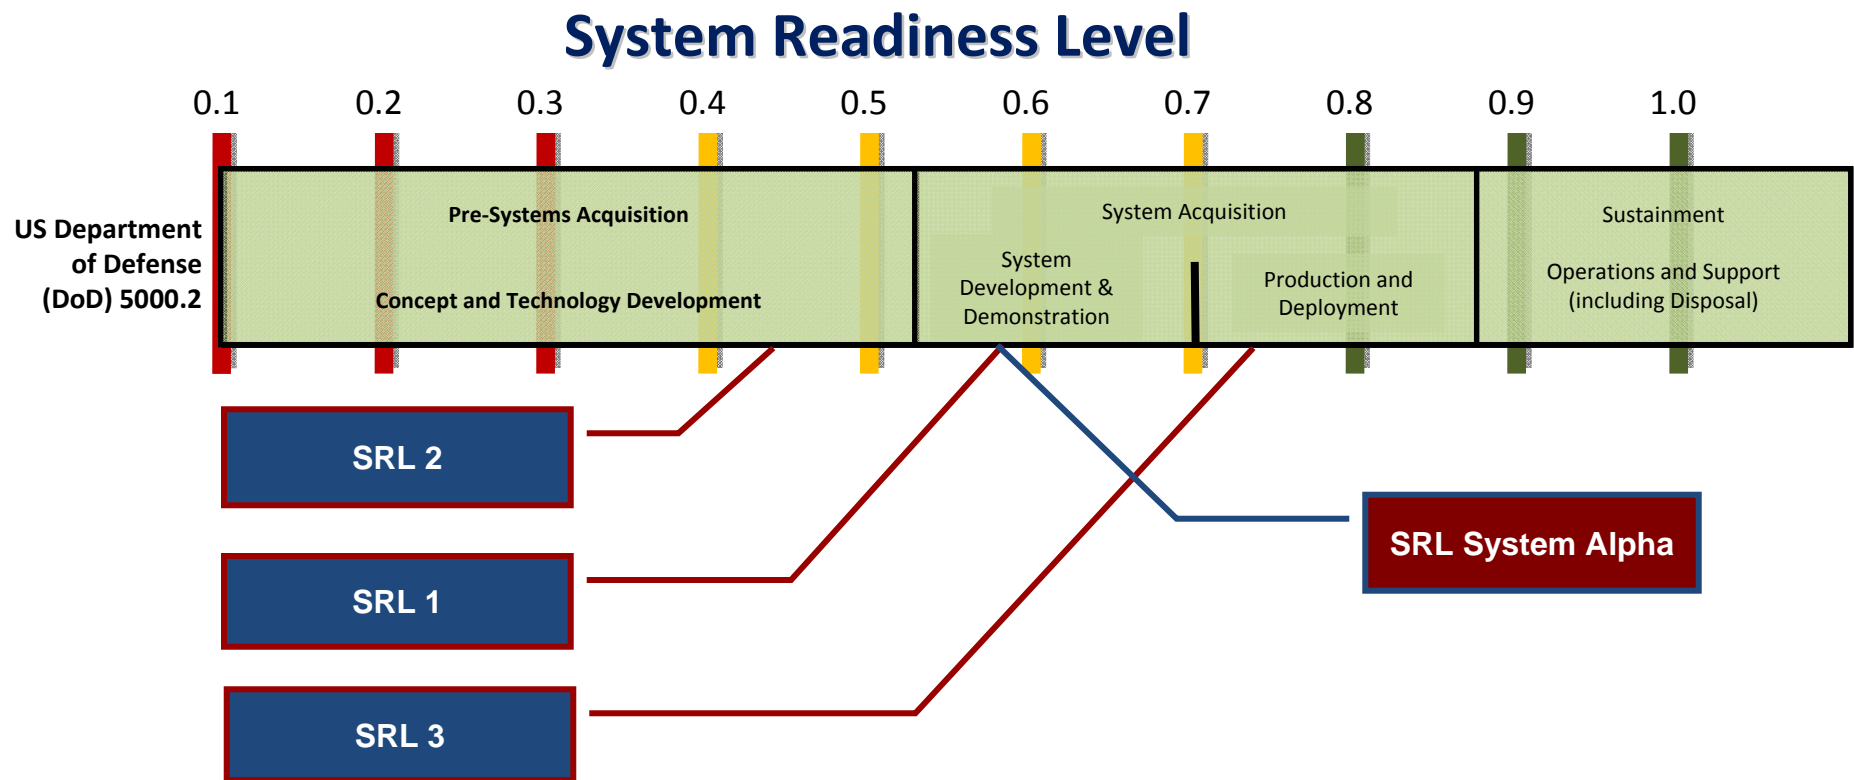 System Readiness Level
0.1 0.2 0.3 0.4 0.5 0.6 0.7 0.8 0.9 1.0
US Department
of Defense
(DoD) 5000.2
Pre-Systems Acquisition
Concept and Technology Development
System Acquisition
System
Development &
Demonstration
Production and
Deployment
Sustainment
Operations and Support
(including Disposal)
SRL 2
SRL 1
SRL 3
SRL System Alpha